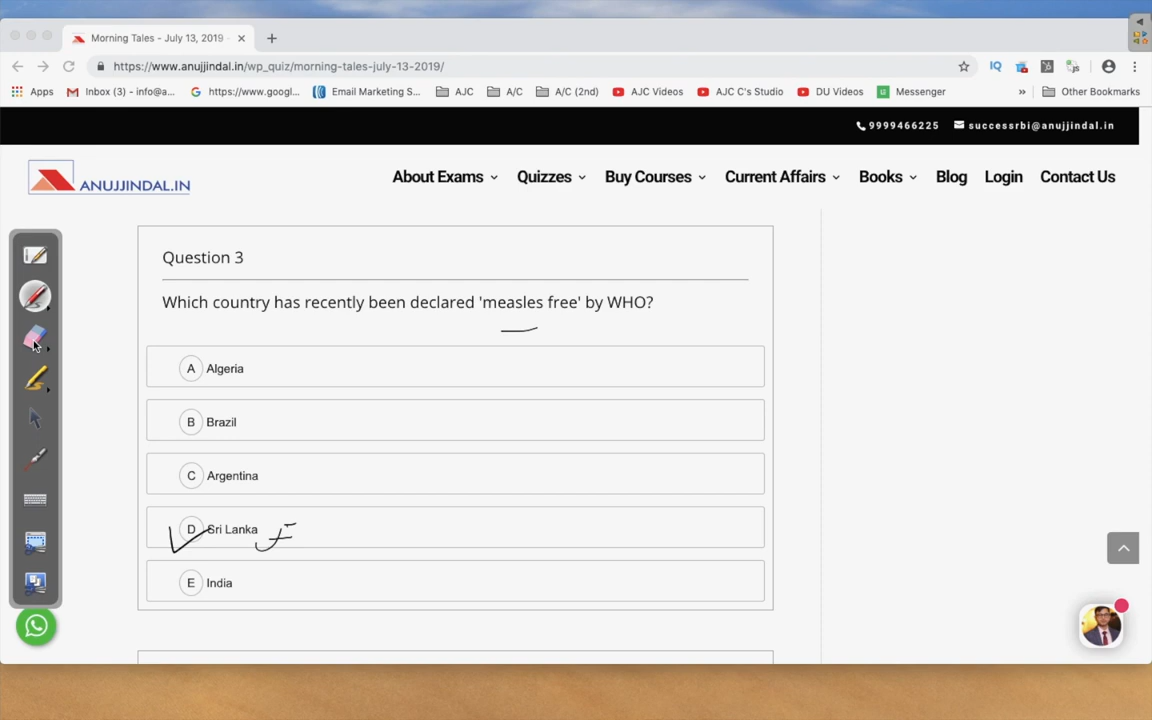 Morning Tales - July 13, 2019
https://www.anujjindal.in/wp_quiz/morning-tales-july-13-2019/
Apps Inbox (3) - info@a... https://www.googl... Email Marketing S... AJC A/C A/C (2nd) AJC Videos AJC C's Studio DU Videos Messenger » Other Bookmarks
9999466225 successrbi@anujjindal.in
ANUJJINDAL.IN About Exams Quizzes Buy Courses Current Affairs Books Blog Login Contact Us
Question 3
Which country has recently been declared 'measles free' by WHO?
A Algeria
B Brazil
C Argentina
D Sri Lanka
E India